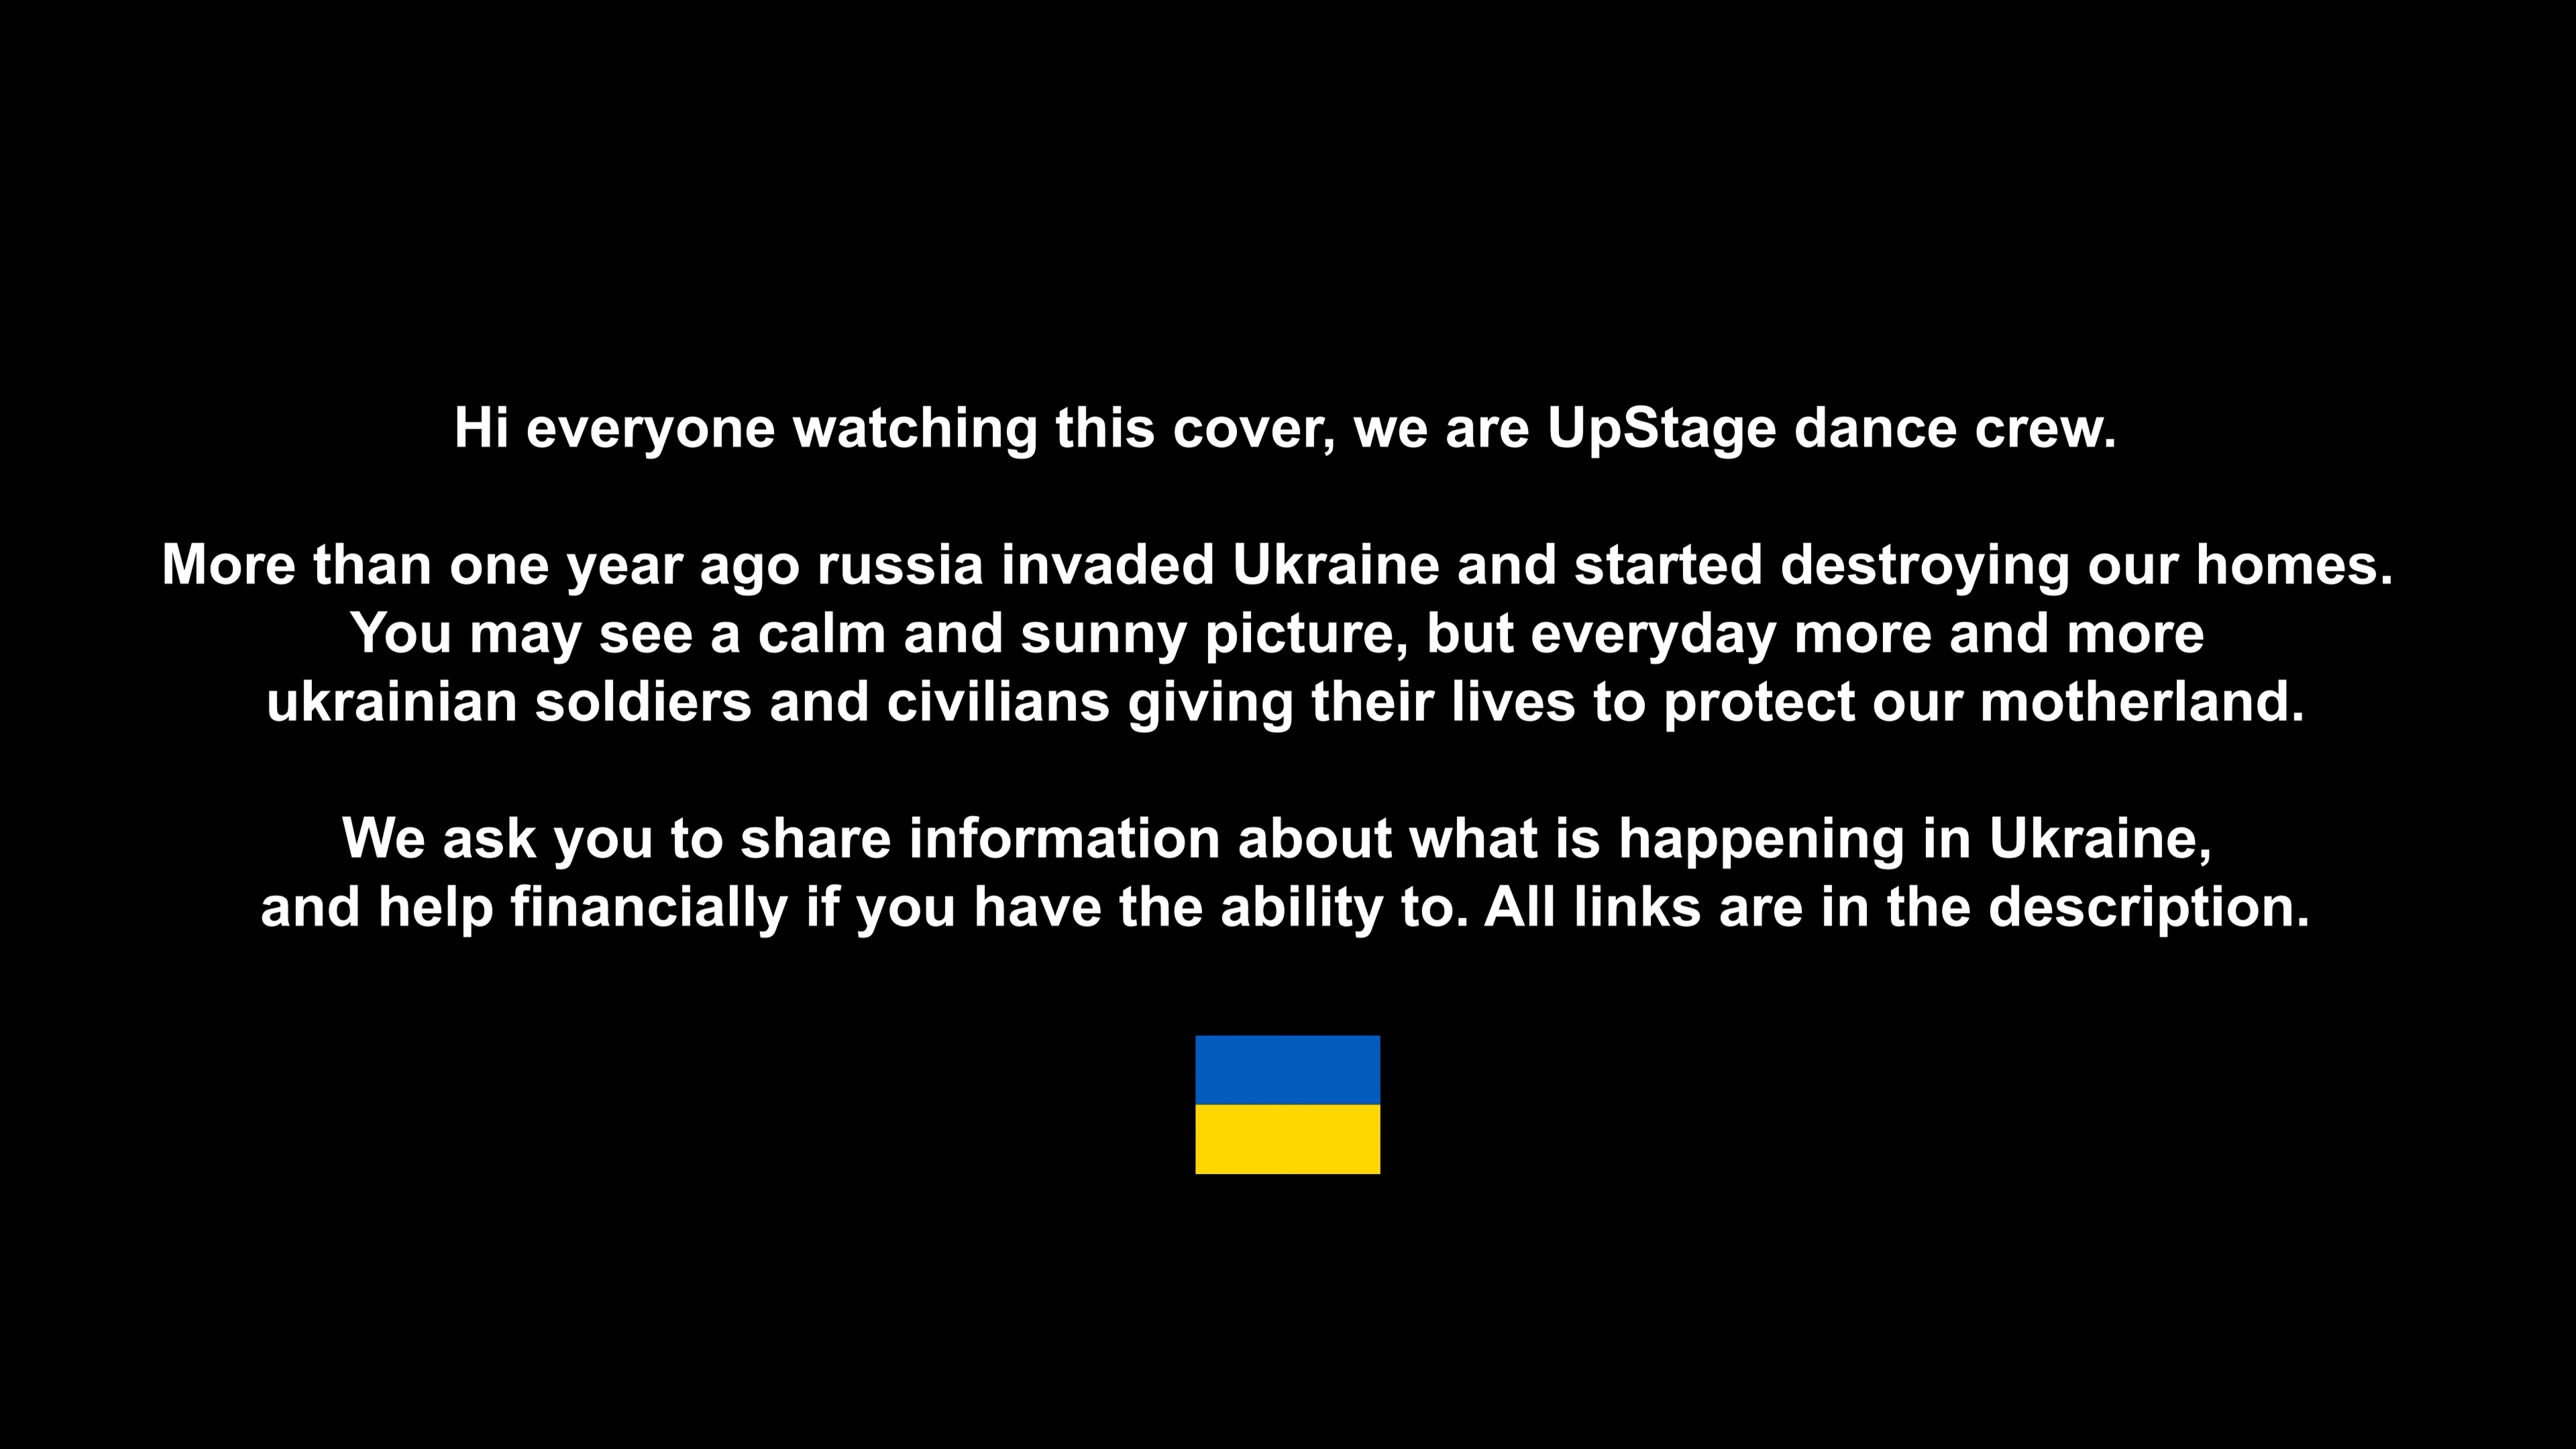 Hi everyone watching this cover, we are UpStage dance crew.
More than one year ago russia invaded Ukraine and started destroying our homes.
You may see a calm and sunny picture, but everyday more and more
ukrainian soldiers and civilians giving their lives to protect our motherland.
We ask you to share information about what is happening in Ukraine,
and help financially if you have the ability to. All links are in the description.